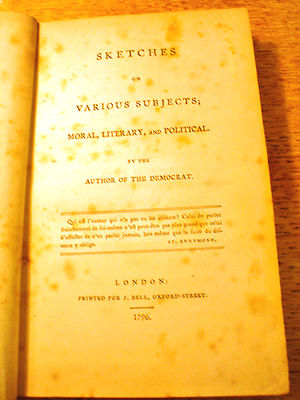 SKETCHES
ON
VARIOUS SUBJECTS;
MORAL, LITERARY, AND POLITICAL.
BY THE
AUTHOR OF THE DEMOCRAT.
Qui est l'auteur qui n'a pas eu ses défauts? Celui de parler
franchement de soi-même n'est peut-être pas plus grand que celui
d'affecter de n'en parler jamais, lors même que la suite du dis-
cours y oblige.
ST. EVREMOND.
LONDON:
PRINTED FOR J. BELL, OXFORD-STREET.
1796.